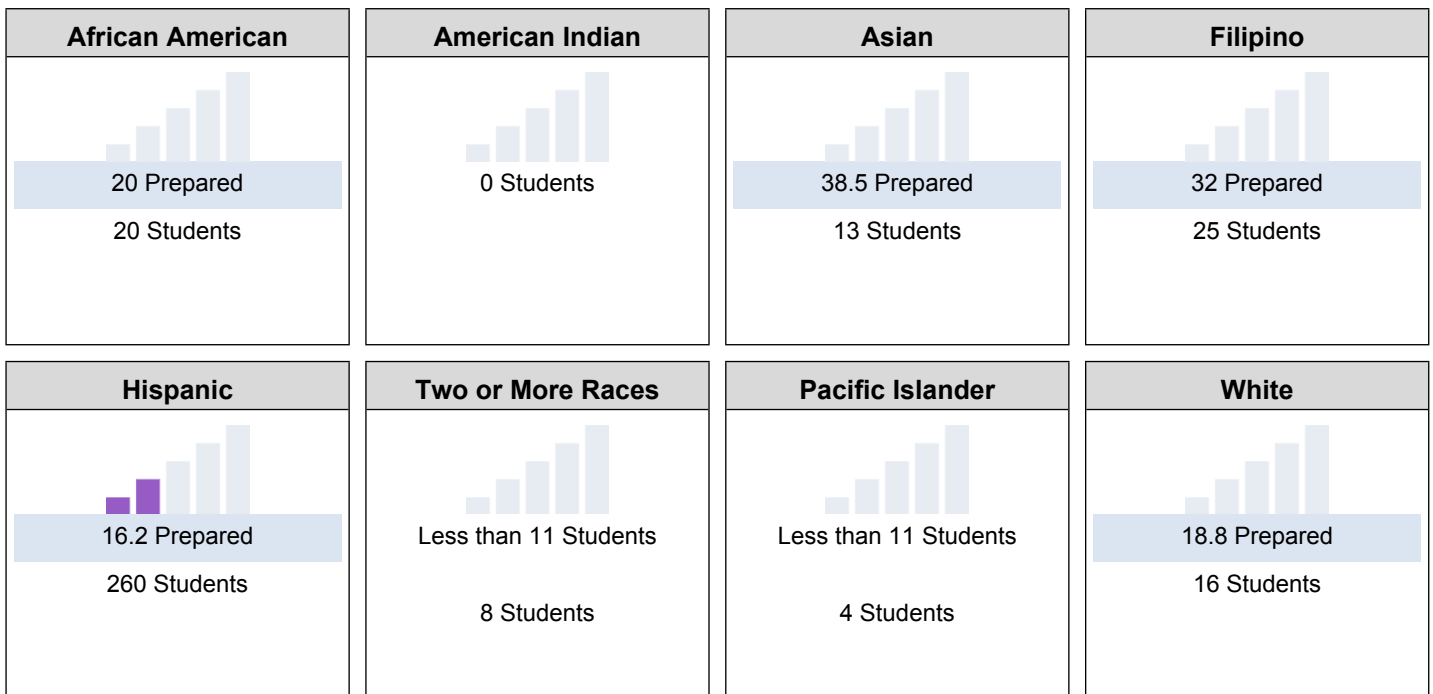 African American
20 Prepared
20 Students
American Indian
0 Students
Asian
38.5 Prepared
13 Students
Filipino
32 Prepared
25 Students
Hispanic
16.2 Prepared
260 Students
Two or More Races
Less than 11 Students
8 Students
Pacific Islander
Less than 11 Students
4 Students
White
18.8 Prepared
16 Students